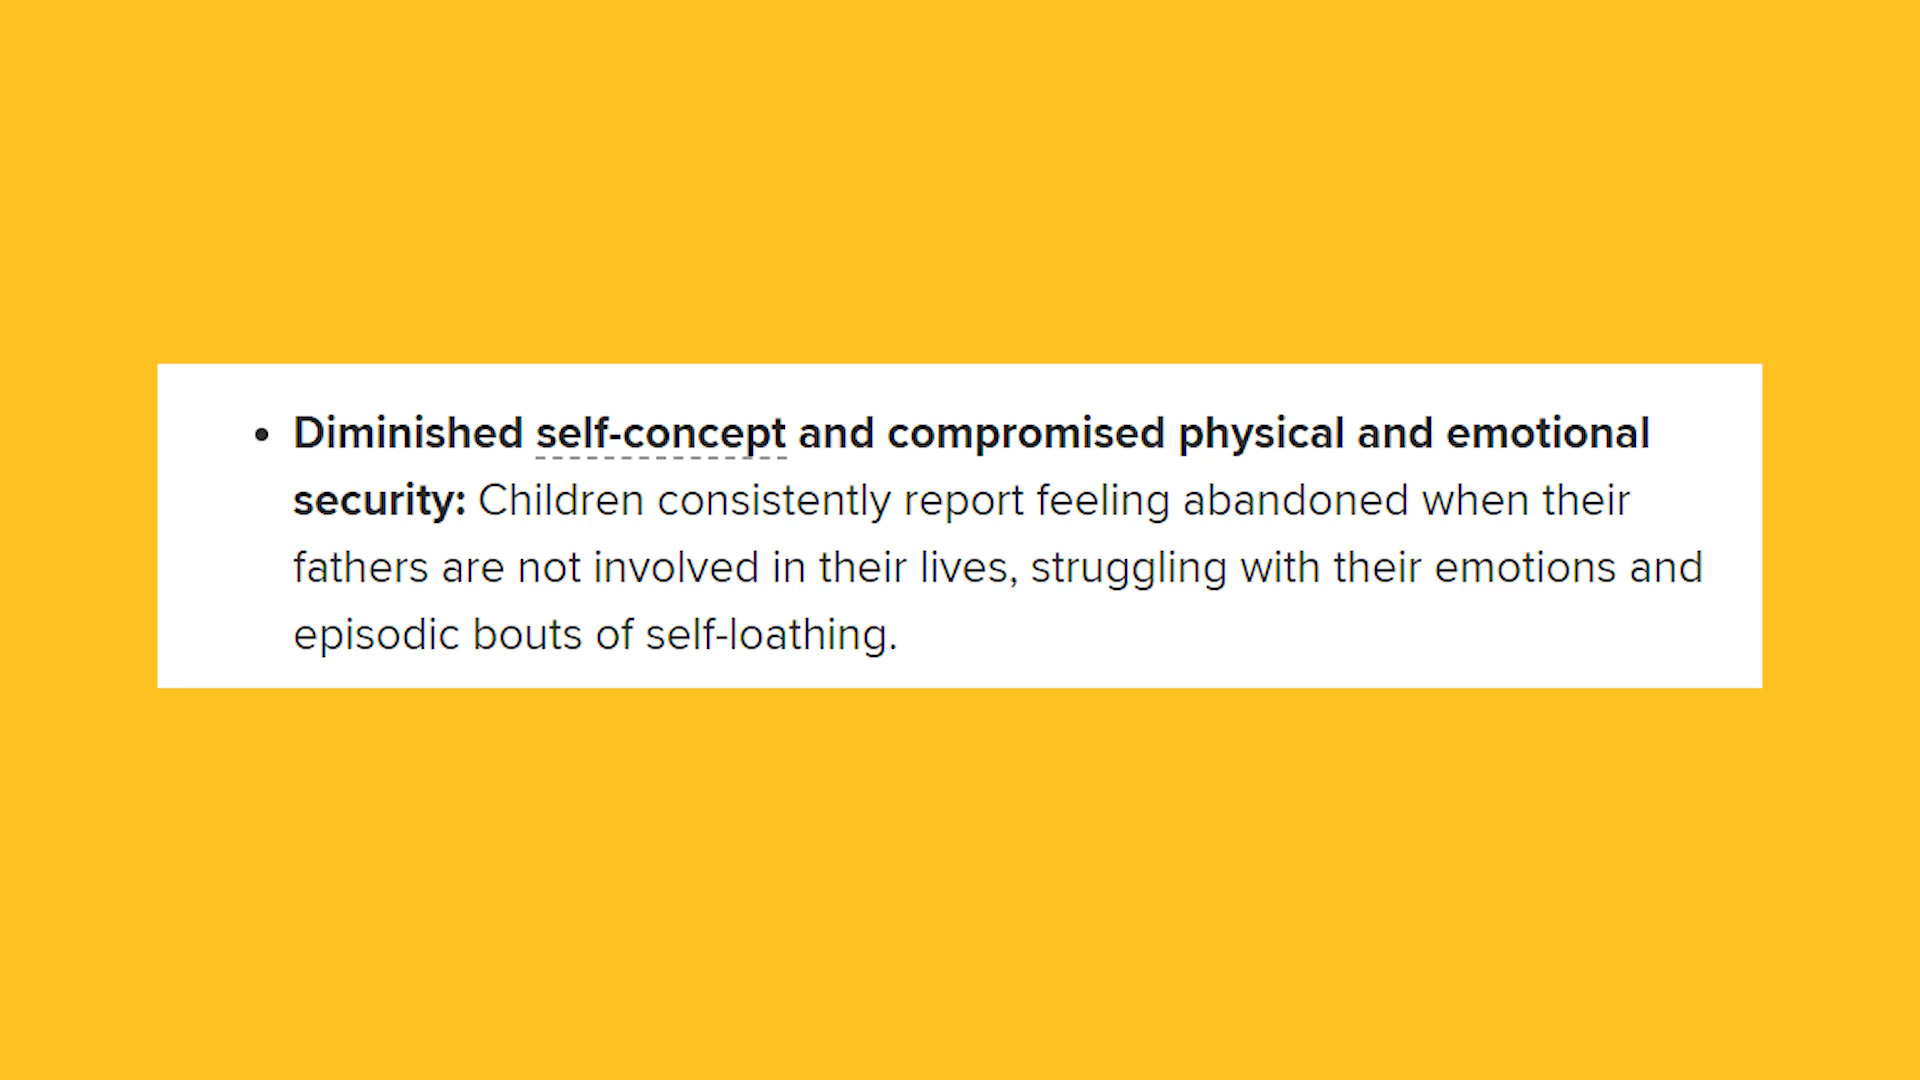 • Diminished self-concept and compromised physical and emotional
security: Children consistently report feeling abandoned when their
fathers are not involved in their lives, struggling with their emotions and
episodic bouts of self-loathing.